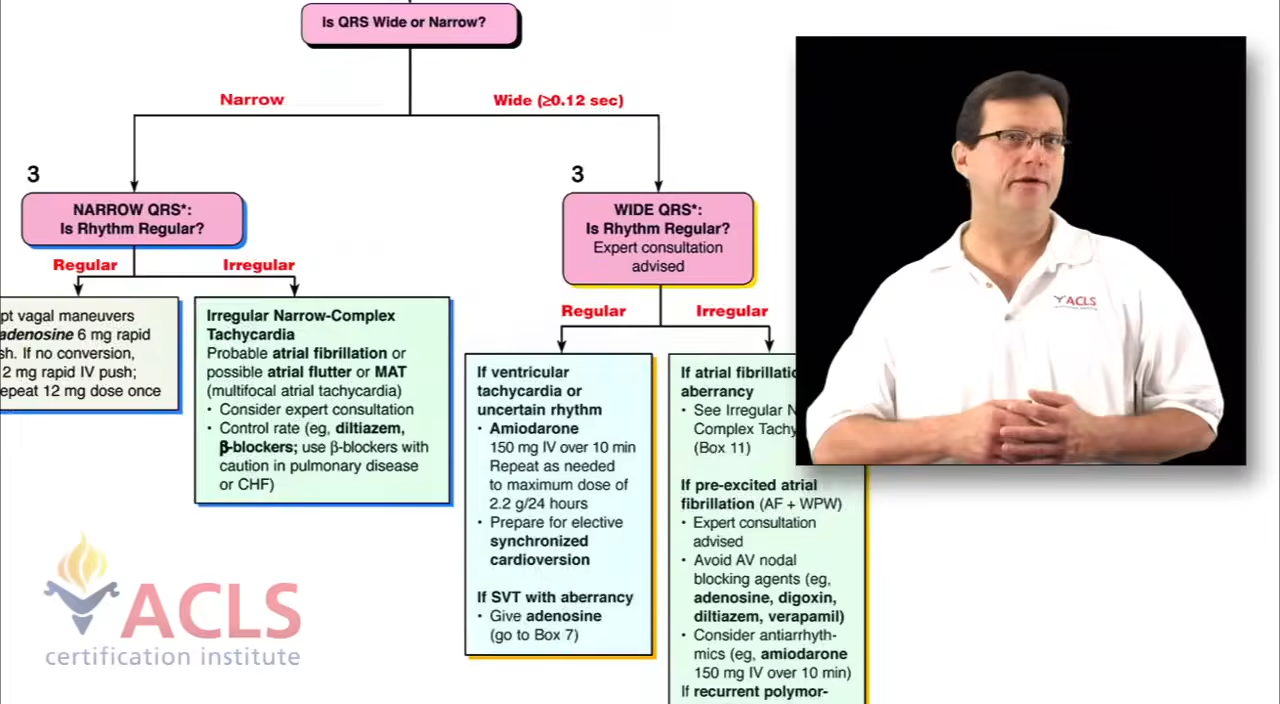 Is QRS Wide or Narrow?
Narrow
Wide (≥0.12 sec)
3
NARROW QRS*:
Is Rhythm Regular?
Regular
Irregular
pt vagal maneuvers
adenosine 6 mg rapid
sh. If no conversion,
2 mg rapid IV push;
epeat 12 mg dose once
Irregular Narrow-Complex
Tachycardia
Probable atrial fibrillation or
possible atrial flutter or MAT
(multifocal atrial tachycardia)
• Consider expert consultation
• Control rate (eg, diltiazem,
β-blockers; use β-blockers with
caution in pulmonary disease
or CHF)
3
WIDE QRS*:
Is Rhythm Regular?
Expert consultation
advised
Regular
Irregular
If ventricular
tachycardia or
uncertain rhythm
• Amiodarone
150 mg IV over 10 min
Repeat as needed
to maximum dose of
2.2 g/24 hours
• Prepare for elective
synchronized
cardioversion
If SVT with aberrancy
• Give adenosine
(go to Box 7)
If atrial fibrillatio
aberrancy
• See Irregular N
Complex Tachy
(Box 11)
If pre-excited atrial
fibrillation (AF + WPW)
• Expert consultation
advised
• Avoid AV nodal
blocking agents (eg,
adenosine, digoxin,
diltiazem, verapamil)
• Consider antiarrhyth-
mics (eg, amiodarone
150 mg IV over 10 min)
If recurrent polymor-
ACLS
ACLS
certification institute